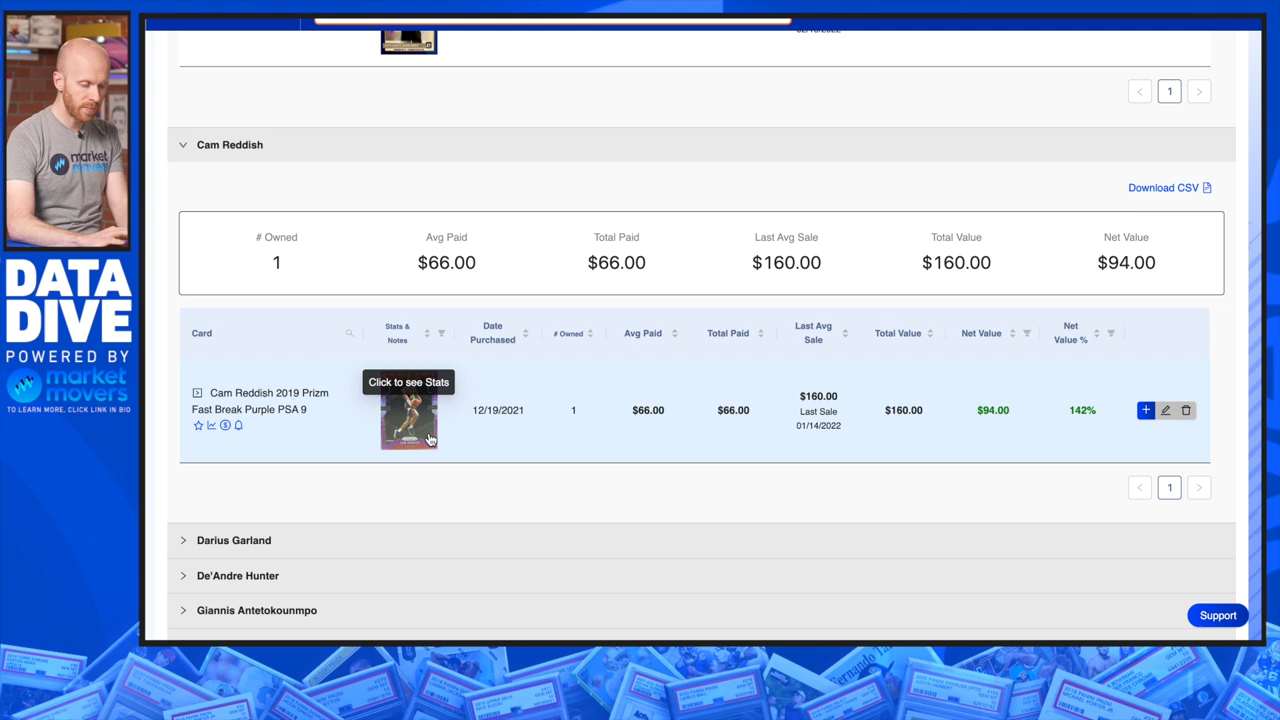 1
Cam Reddish
Download CSV
# Owned
Avg Paid
Total Paid
Last Avg Sale
Total Value
Net Value
1
$66.00
$66.00
$160.00
$160.00
$94.00
Card
Stats &
Notes
Date
Purchased
# Owned
Avg Paid
Total Paid
Last Avg
Sale
Total Value
Net Value
Net
Value %
Click to see Stats
Cam Reddish 2019 Prizm
Fast Break Purple PSA 9
12/19/2021
1
$66.00
$66.00
$160.00
Last Sale
01/14/2022
$160.00
$94.00
142%
1
Darius Garland
De'Andre Hunter
Giannis Antetokounmpo
Support
market
movers
DATA
DIVE
POWERED BY
market
movers
TO LEARN MORE, CLICK LINK IN BIO